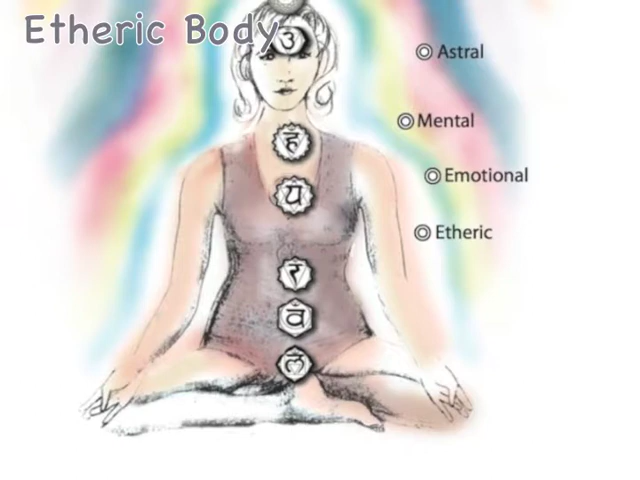 Etheric Body
Astral
ह
Mental
य
Emotional
Etheric
र
व